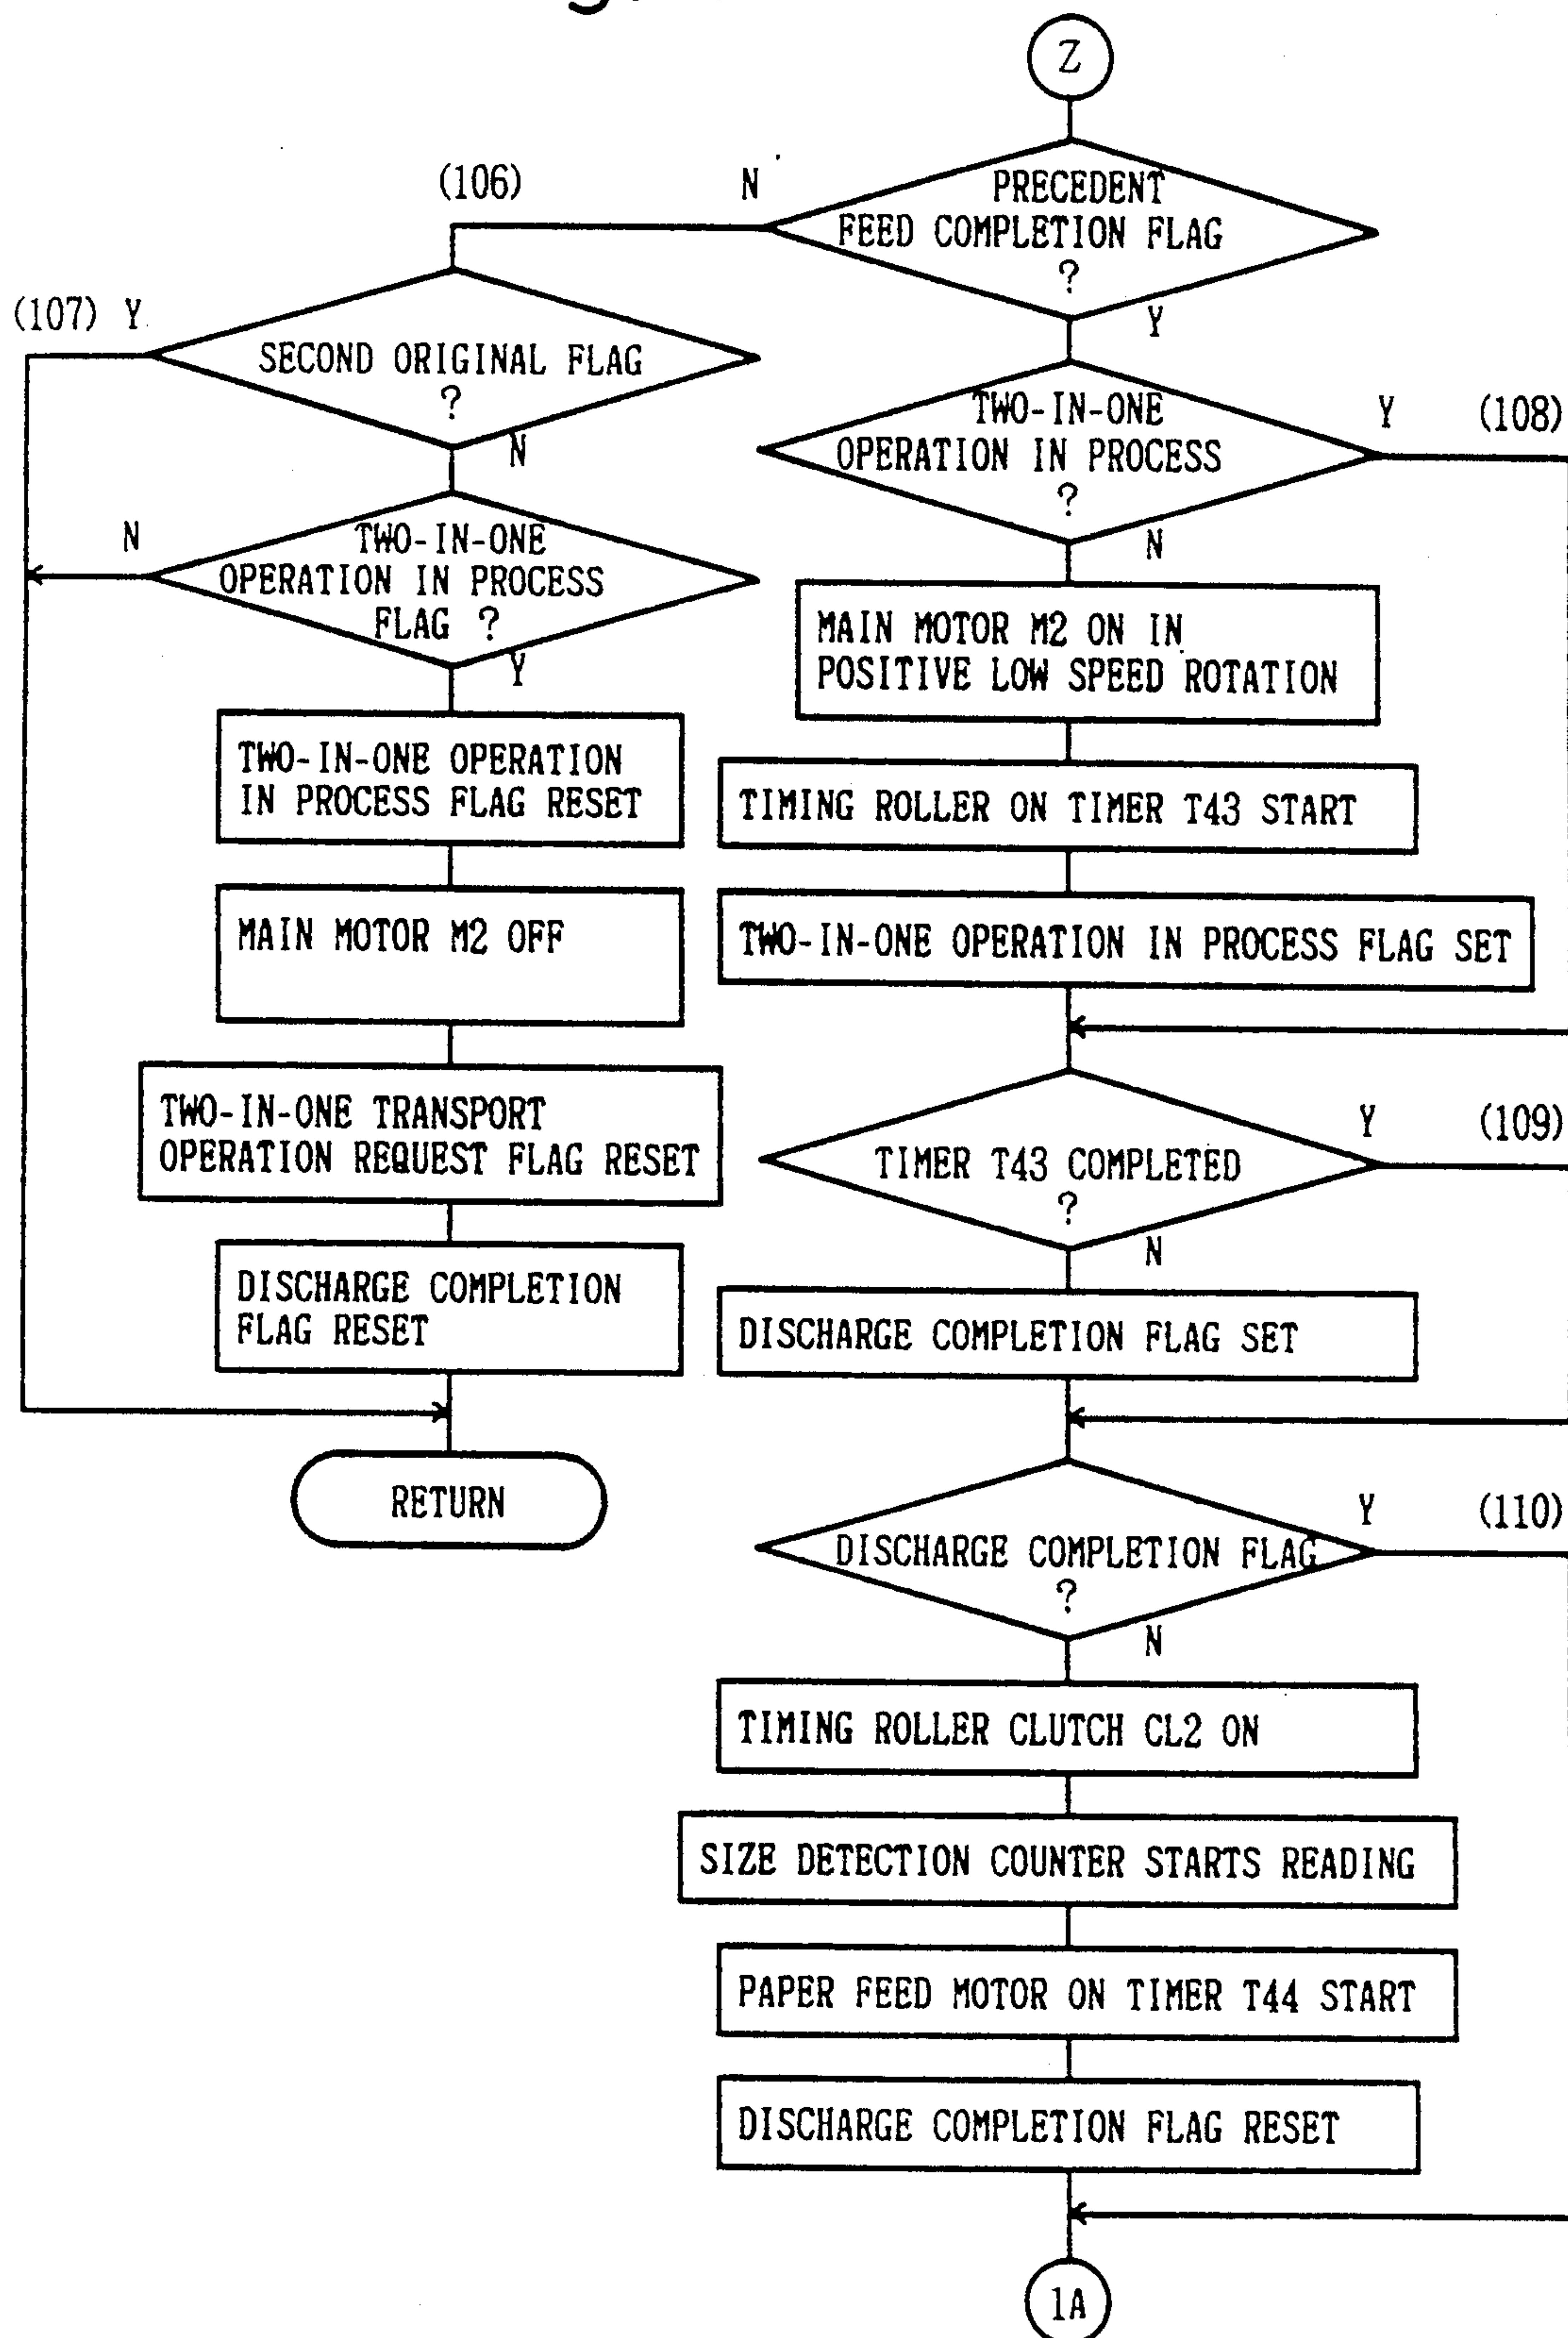 Z
(106)
N
PRECEDENT
FEED COMPLETION FLAG
?
Y
(107) Y
SECOND ORIGINAL FLAG
?
N
TWO-IN-ONE
OPERATION IN PROCESS
?
Y
(108)
N
N
TWO-IN-ONE
OPERATION IN PROCESS
FLAG ?
Y
MAIN MOTOR M2 ON IN
POSITIVE LOW SPEED ROTATION
TWO-IN-ONE OPERATION
IN PROCESS FLAG RESET
TIMING ROLLER ON TIMER T43 START
MAIN MOTOR M2 OFF
TWO-IN-ONE OPERATION IN PROCESS FLAG SET
TWO-IN-ONE TRANSPORT
OPERATION REQUEST FLAG RESET
TIMER T43 COMPLETED
?
Y
(109)
N
DISCHARGE COMPLETION
FLAG RESET
DISCHARGE COMPLETION FLAG SET
RETURN
DISCHARGE COMPLETION FLAG
?
Y
(110)
N
TIMING ROLLER CLUTCH CL2 ON
SIZE DETECTION COUNTER STARTS READING
PAPER FEED MOTOR ON TIMER T44 START
DISCHARGE COMPLETION FLAG RESET
1A